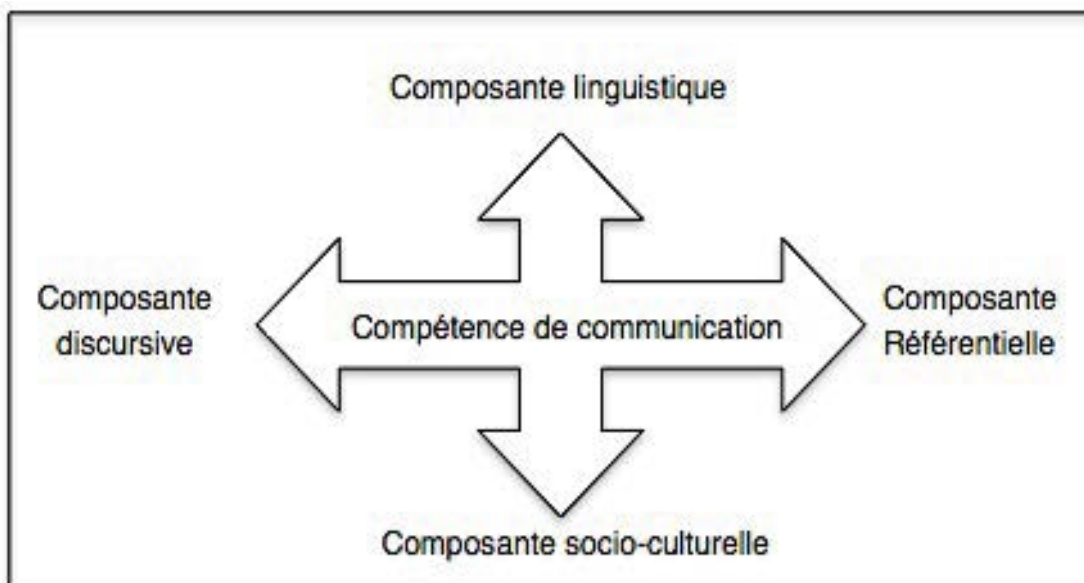 Composante linguistique
Composante
discursive
Compétence de communication
Composante
Référentielle
Composante socio-culturelle